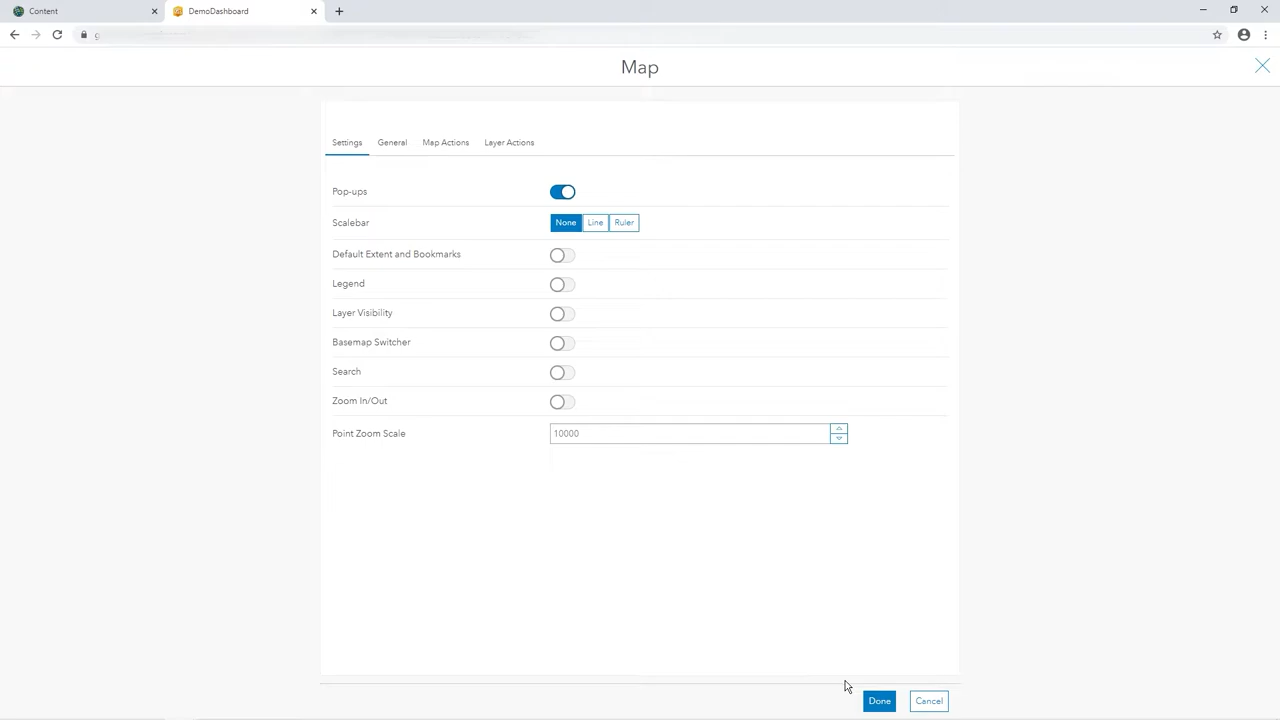 Content
DemoDashboard
Map
Settings General Map Actions Layer Actions
Pop-ups
Scalebar None Line Ruler
Default Extent and Bookmarks
Legend
Layer Visibility
Basemap Switcher
Search
Zoom In/Out
Point Zoom Scale 10000
Done Cancel